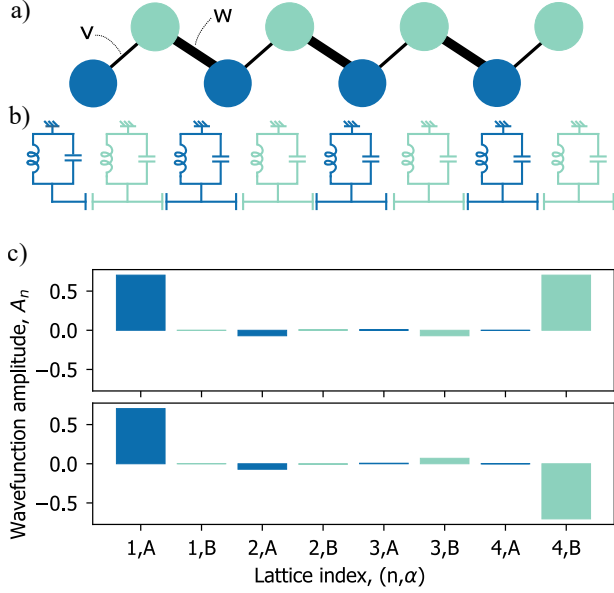 a)
v
w
b)
c)
Wavefunction amplitude, Aₙ
0.5
0.0
−0.5
0.5
0.0
−0.5
1,A 1,B 2,A 2,B 3,A 3,B 4,A 4,B
Lattice index, (n,α)